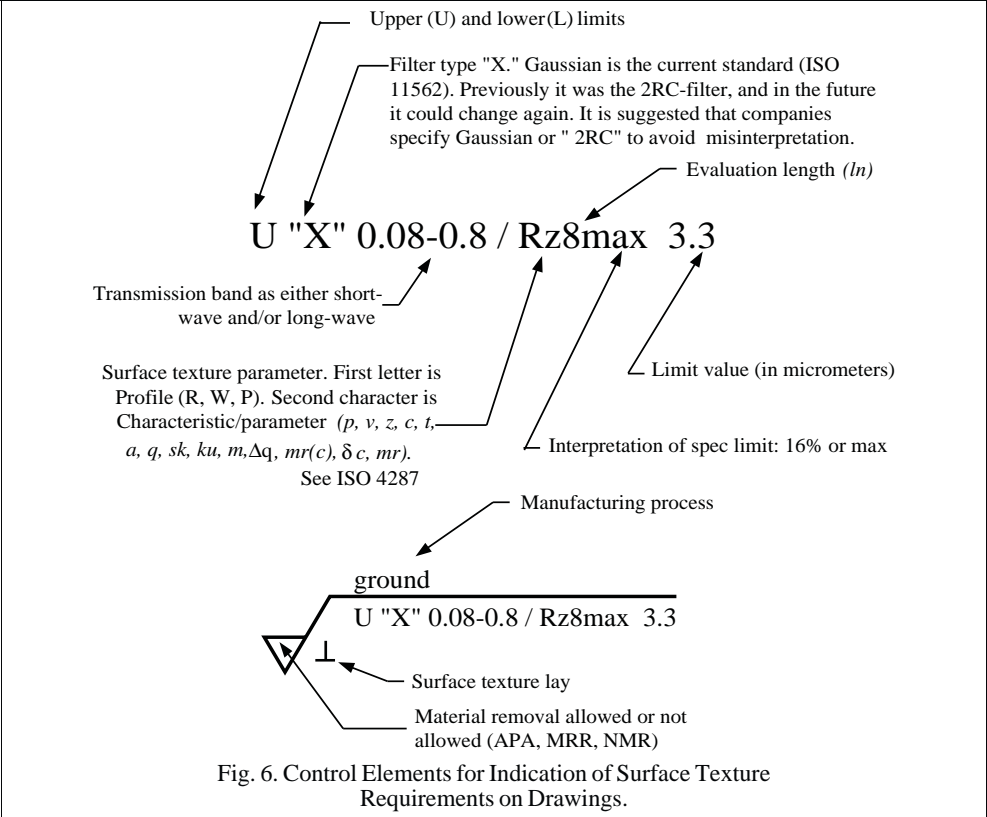 Upper (U) and lower (L) limits
Filter type "X." Gaussian is the current standard (ISO
11562). Previously it was the 2RC-filter, and in the future
it could change again. It is suggested that companies
specify Gaussian or " 2RC" to avoid misinterpretation.
Evaluation length (ln)
U "X" 0.08-0.8 / Rz8max 3.3
Transmission band as either short-
wave and/or long-wave
Surface texture parameter. First letter is
Profile (R, W, P). Second character is
Characteristic/parameter (p, v, z, c, t,
a, q, sk, ku, m,Δq, mr(c), δ c, mr).
See ISO 4287
Limit value (in micrometers)
Interpretation of spec limit: 16% or max
Manufacturing process
ground
U "X" 0.08-0.8 / Rz8max 3.3
⊥
Surface texture lay
Material removal allowed or not
allowed (APA, MRR, NMR)
Fig. 6. Control Elements for Indication of Surface Texture
Requirements on Drawings.